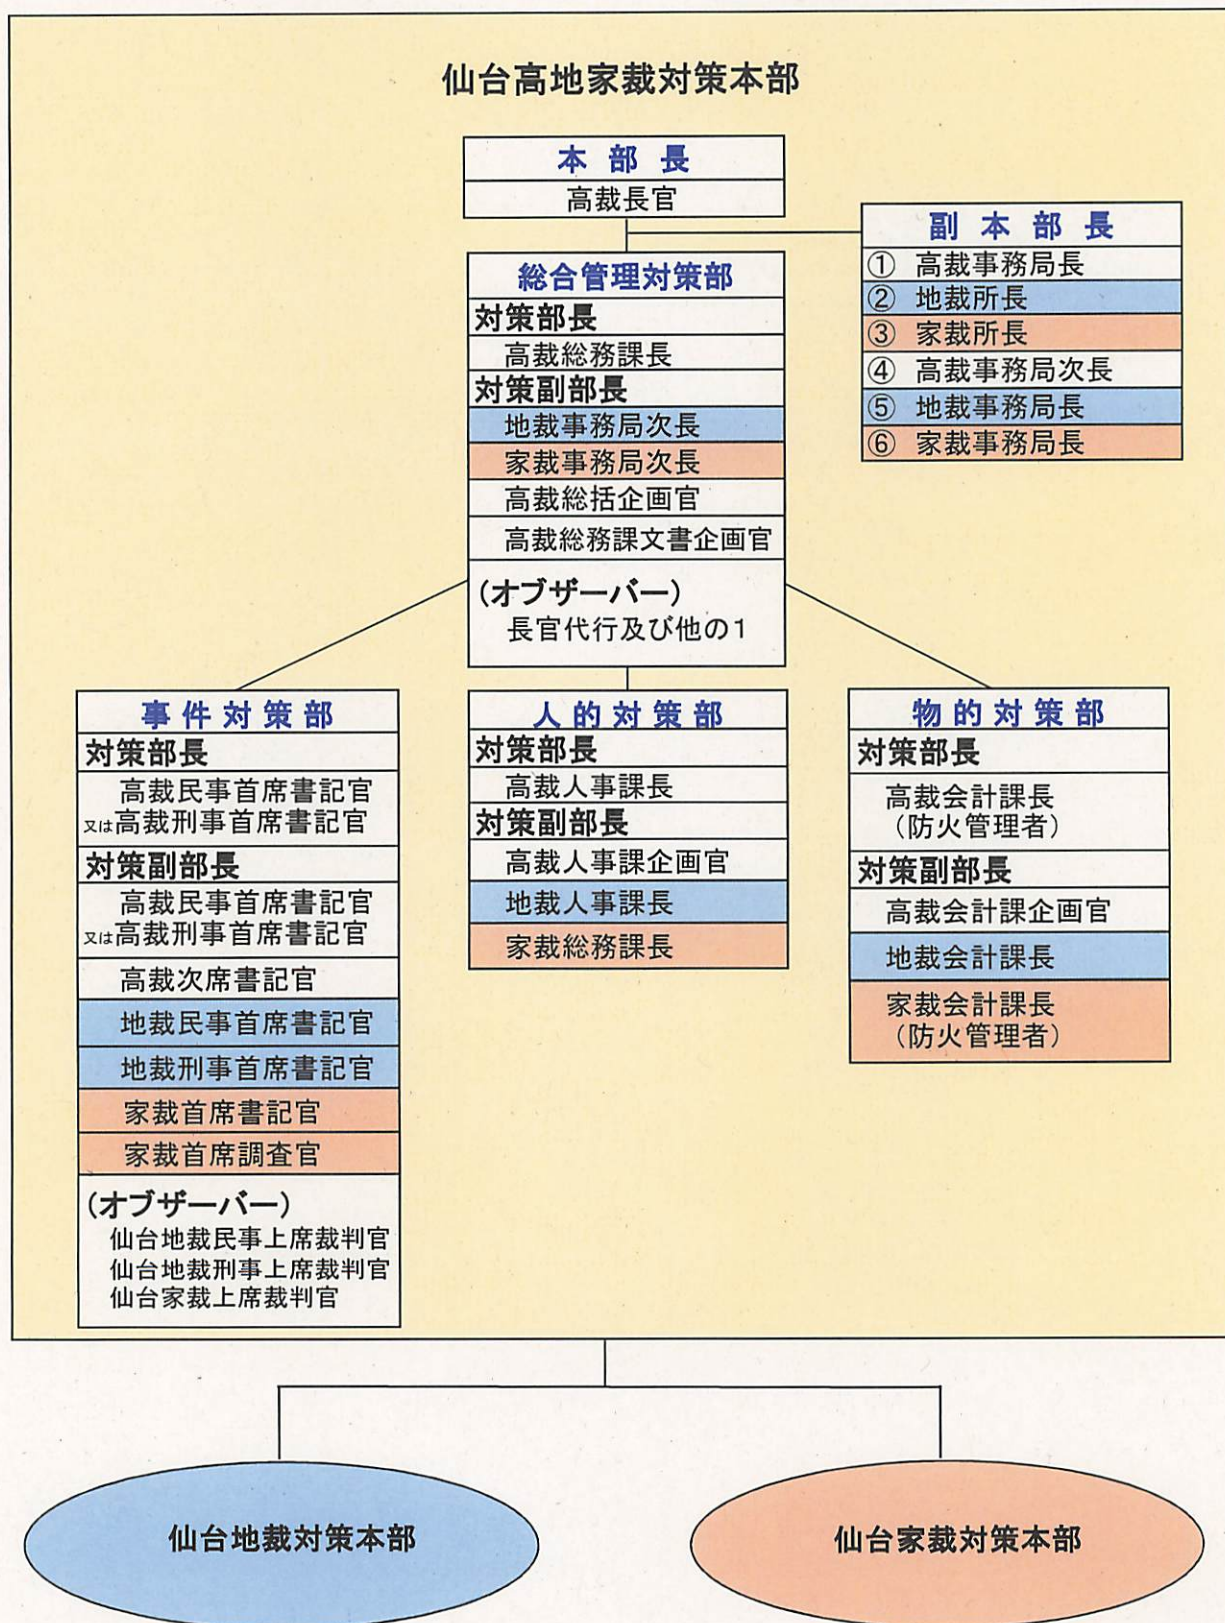 仙台高地家裁対策本部
本部長
高裁長官
副本部長
① 高裁事務局長
② 地裁所長
③ 家裁所長
④ 高裁事務局次長
⑤ 地裁事務局長
⑥ 家裁事務局長
総合管理対策部
対策部長
高裁総務課長
対策副部長
地裁事務局次長
家裁事務局次長
高裁総括企画官
高裁総務課文書企画官
(オブザーバー)
長官代行及び他の1
事件対策部
対策部長
高裁民事首席書記官
又は高裁刑事首席書記官
対策副部長
高裁民事首席書記官
又は高裁刑事首席書記官
高裁次席書記官
地裁民事首席書記官
地裁刑事首席書記官
家裁首席書記官
家裁首席調査官
(オブザーバー)
仙台地裁民事上席裁判官
仙台地裁刑事上席裁判官
仙台家裁上席裁判官
人的対策部
対策部長
高裁人事課長
対策副部長
高裁人事課企画官
地裁人事課長
家裁総務課長
物的対策部
対策部長
高裁会計課長
(防火管理者)
対策副部長
高裁会計課企画官
地裁会計課長
家裁会計課長
(防火管理者)
仙台地裁対策本部
仙台家裁対策本部